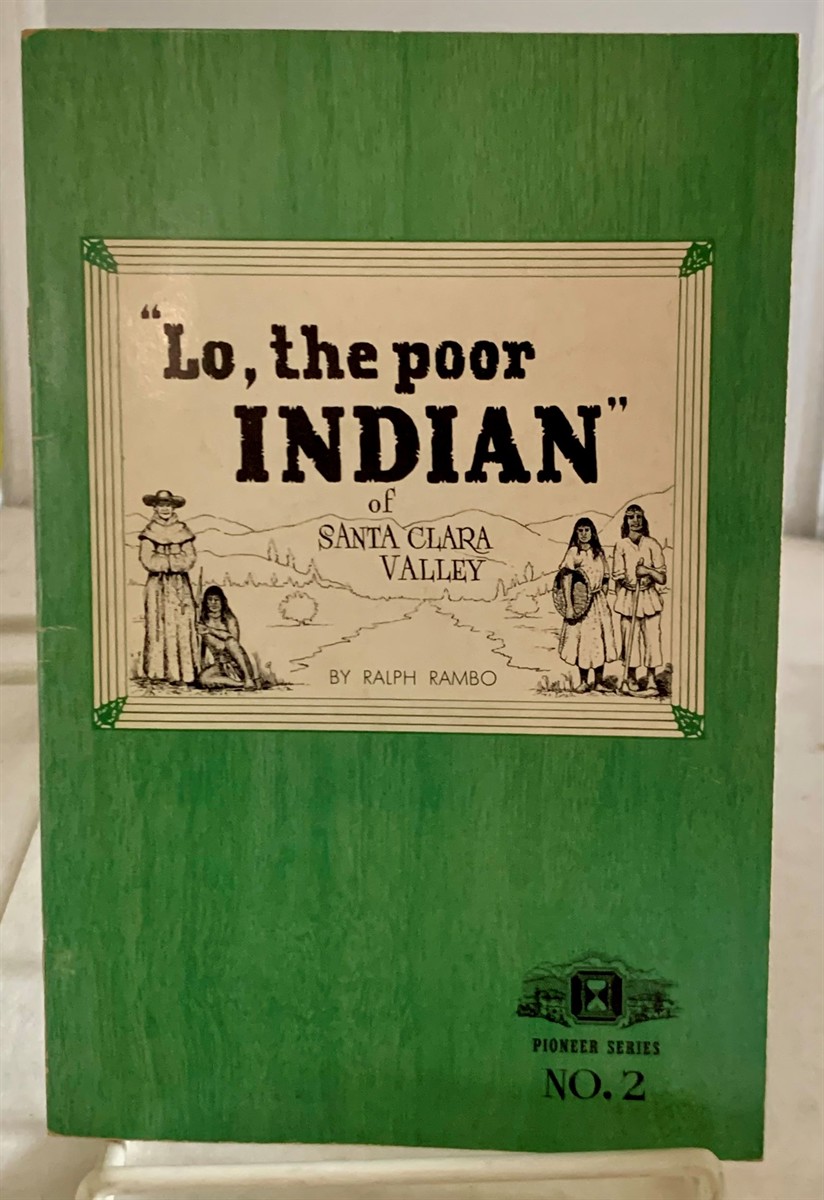 “Lo, the poor
INDIAN”
of
SANTA CLARA
VALLEY
BY RALPH RAMBO
PIONEER SERIES
NO. 2